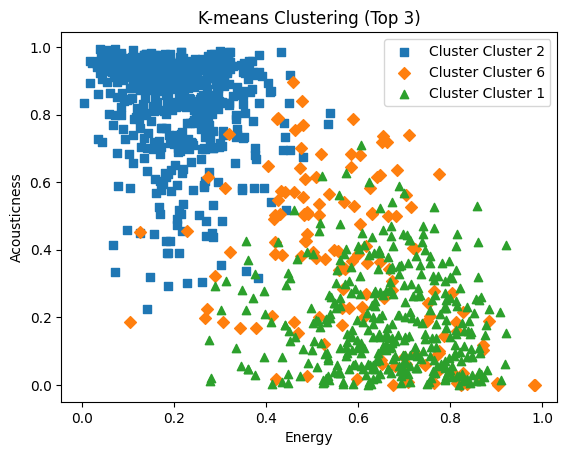 K-means Clustering (Top 3)
Cluster Cluster 2
Cluster Cluster 6
Cluster Cluster 1
Acousticness
1.0
0.8
0.6
0.4
0.2
0.0
0.0 0.2 0.4 0.6 0.8 1.0
Energy